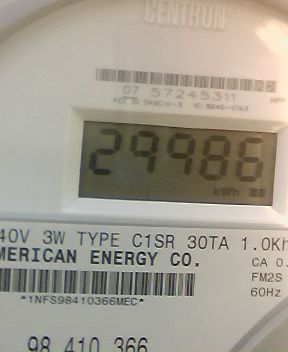 CENTRON®
07 57245311
29986
kWh
40V 3W TYPE C1SR 30TA 1.0Kh
MERICAN ENERGY CO.
CA 0.
FM2S
*1NFS98410366MEC*
60Hz
98 410 366